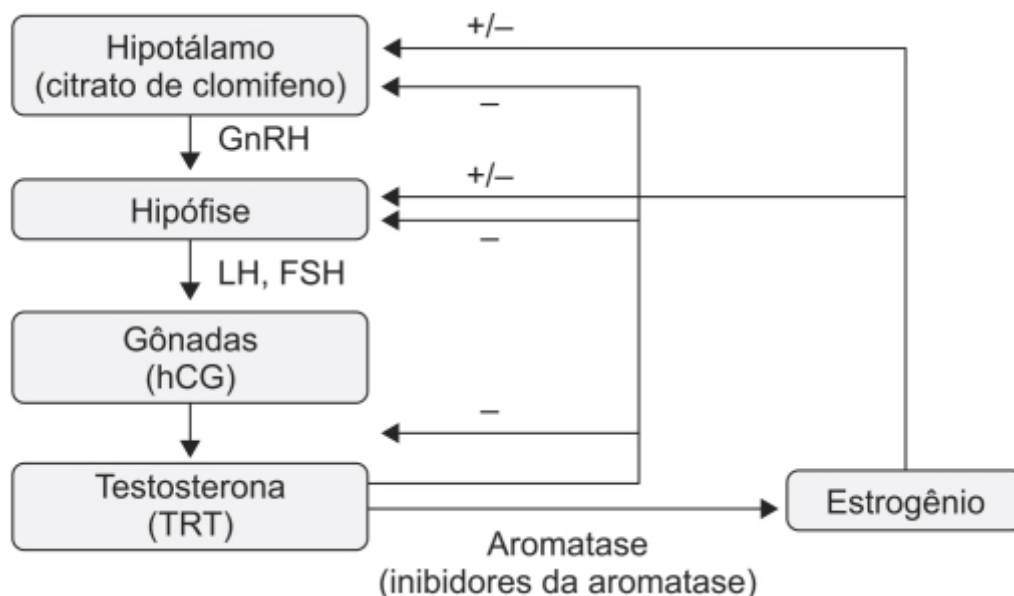 Hipotálamo
(citrato de clomifeno)
+/–
–
GnRH
Hipófise
+/–
–
LH, FSH
Gônadas
(hCG)
–
Testosterona
(TRT)
Estrogênio
Aromatase
(inibidores da aromatase)